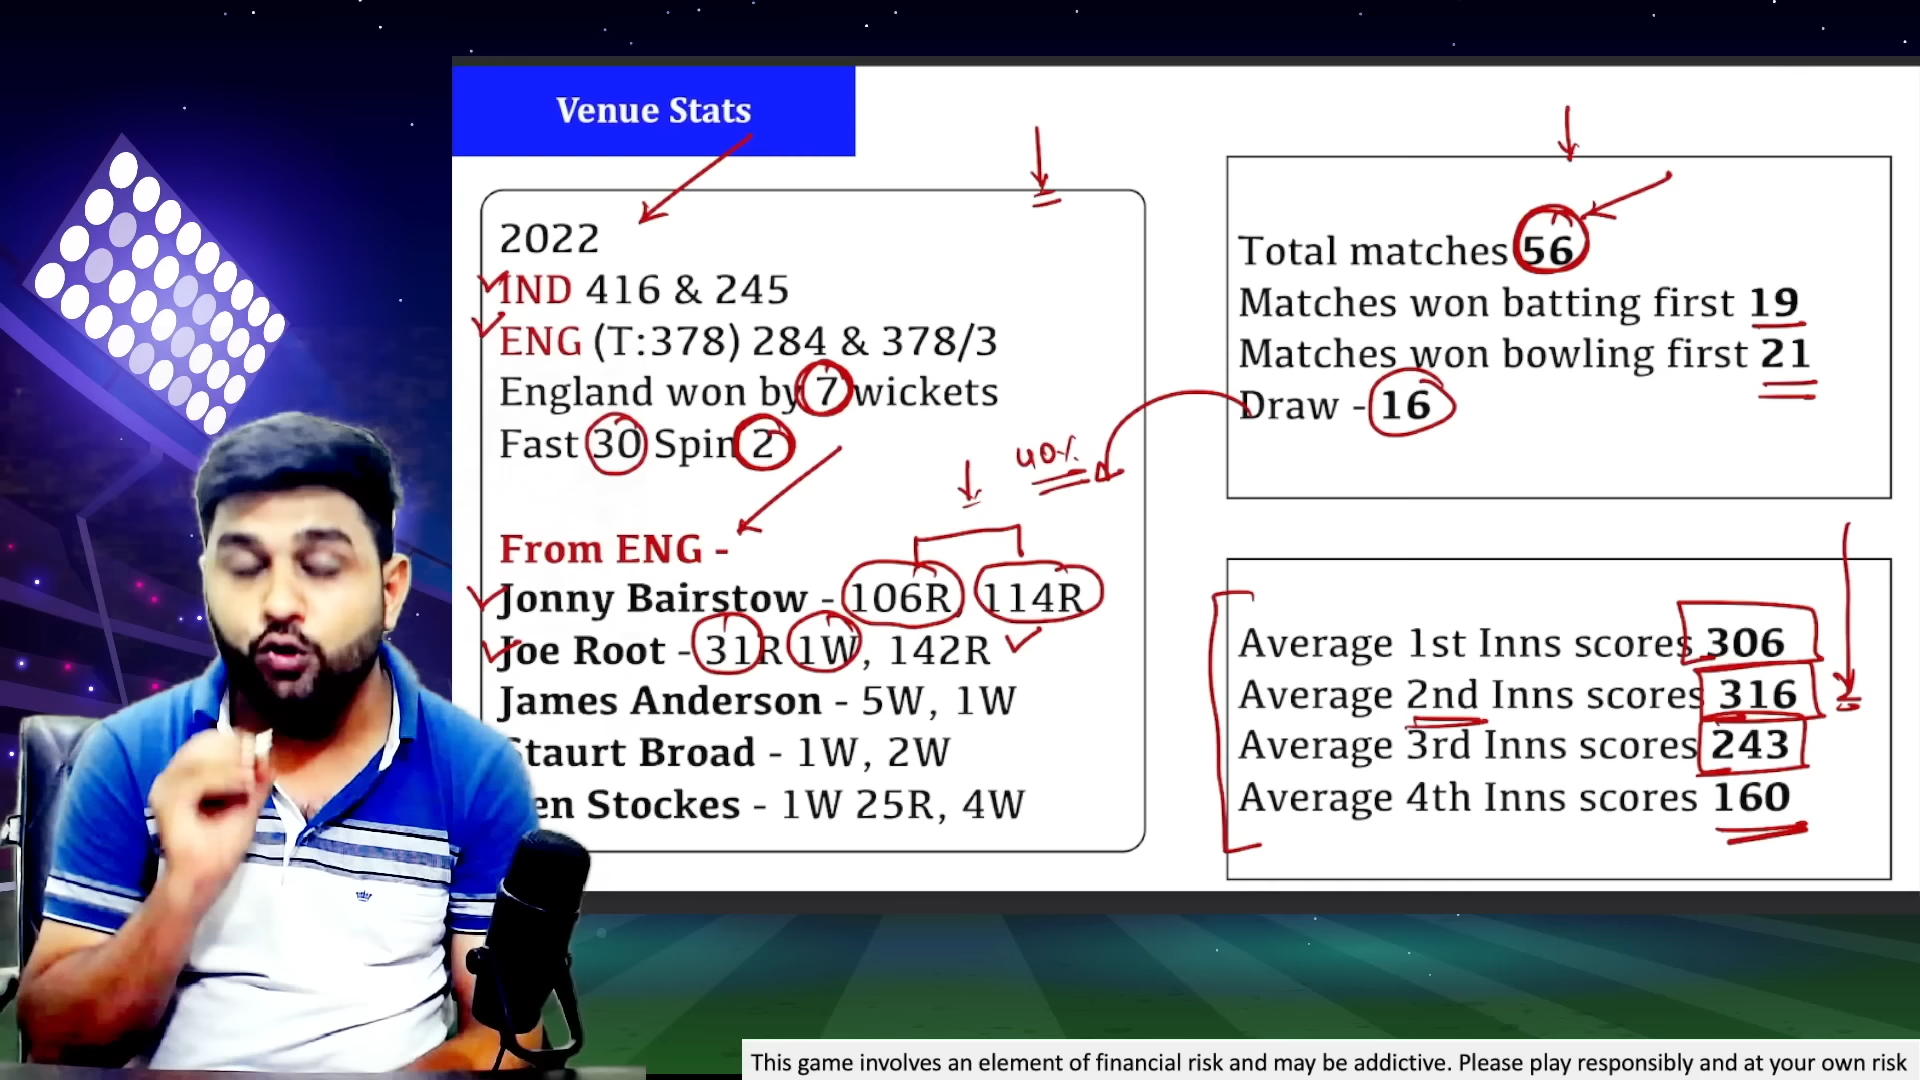 Venue Stats
2022
IND 416 & 245
ENG (T:378) 284 & 378/3
England won by 7 wickets
Fast 30 Spin 2
40%
From ENG -
Jonny Bairstow - 106R, 114R
Joe Root - 31R 1W, 142R
James Anderson - 5W, 1W
Staurt Broad - 1W, 2W
en Stockes - 1W 25R, 4W
Total matches 56
Matches won batting first 19
Matches won bowling first 21
Draw - 16
Average 1st Inns scores 306
Average 2nd Inns scores 316
Average 3rd Inns scores 243
Average 4th Inns scores 160
This game involves an element of financial risk and may be addictive. Please play responsibly and at your own risk